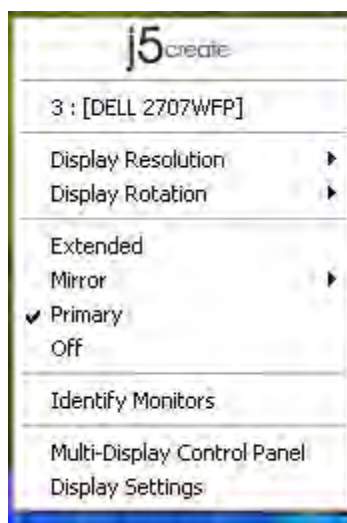 j5create
3 : [DELL 2707WFP]
Display Resolution
Display Rotation
Extended
Mirror
Primary
Off
Identify Monitors
Multi-Display Control Panel
Display Settings